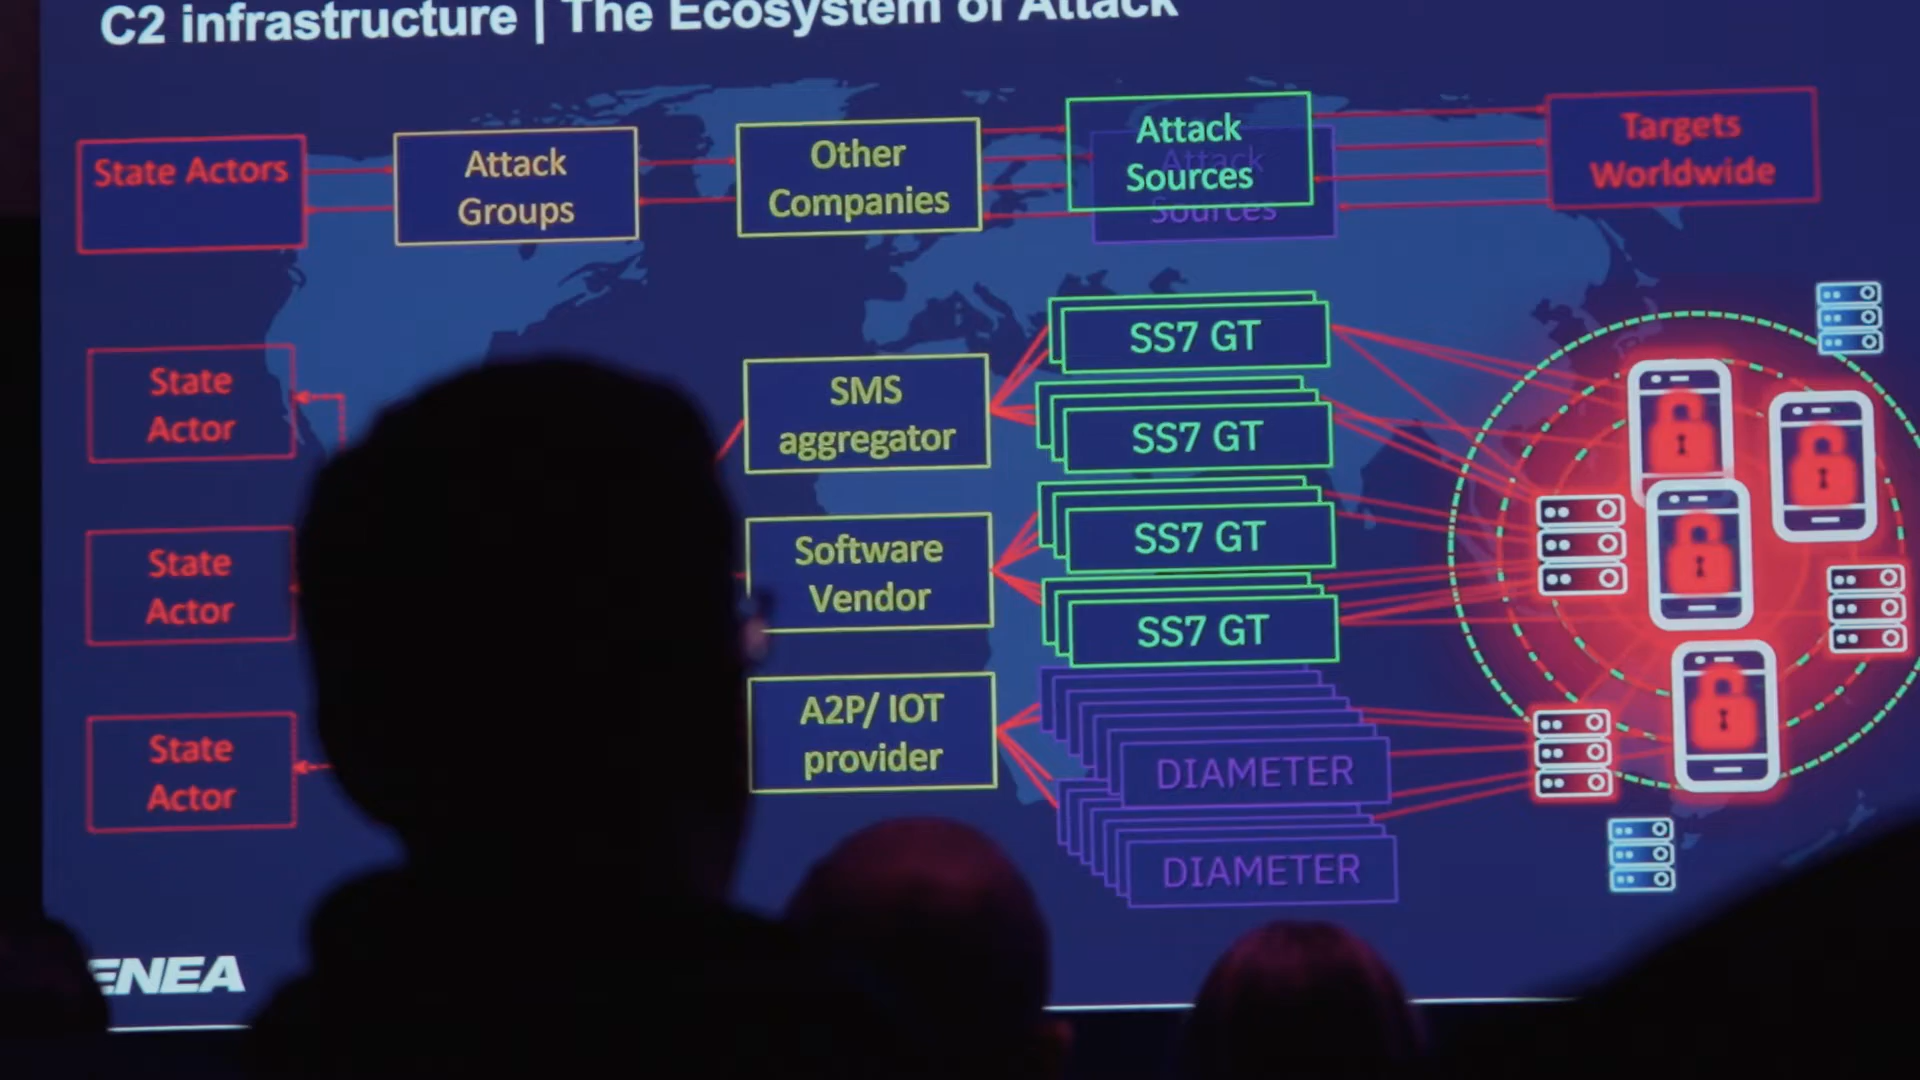 C2 infrastructure | The Ecosystem of Attack
State Actors
Attack
Groups
Other
Companies
Attack
Sources
Attack
Sources
Targets
Worldwide
State
Actor
State
Actor
State
Actor
SMS
aggregator
Software
Vendor
A2P/ IOT
provider
SS7 GT
SS7 GT
SS7 GT
SS7 GT
DIAMETER
DIAMETER
ENEA